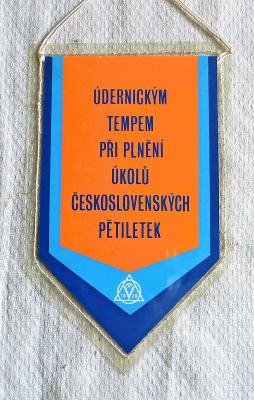 ÚDERNICKÝM
TEMPEM
PŘI PLNĚNÍ
ÚKOLŮ
ČESKOSLOVENSKÝCH
PĚTILETEK